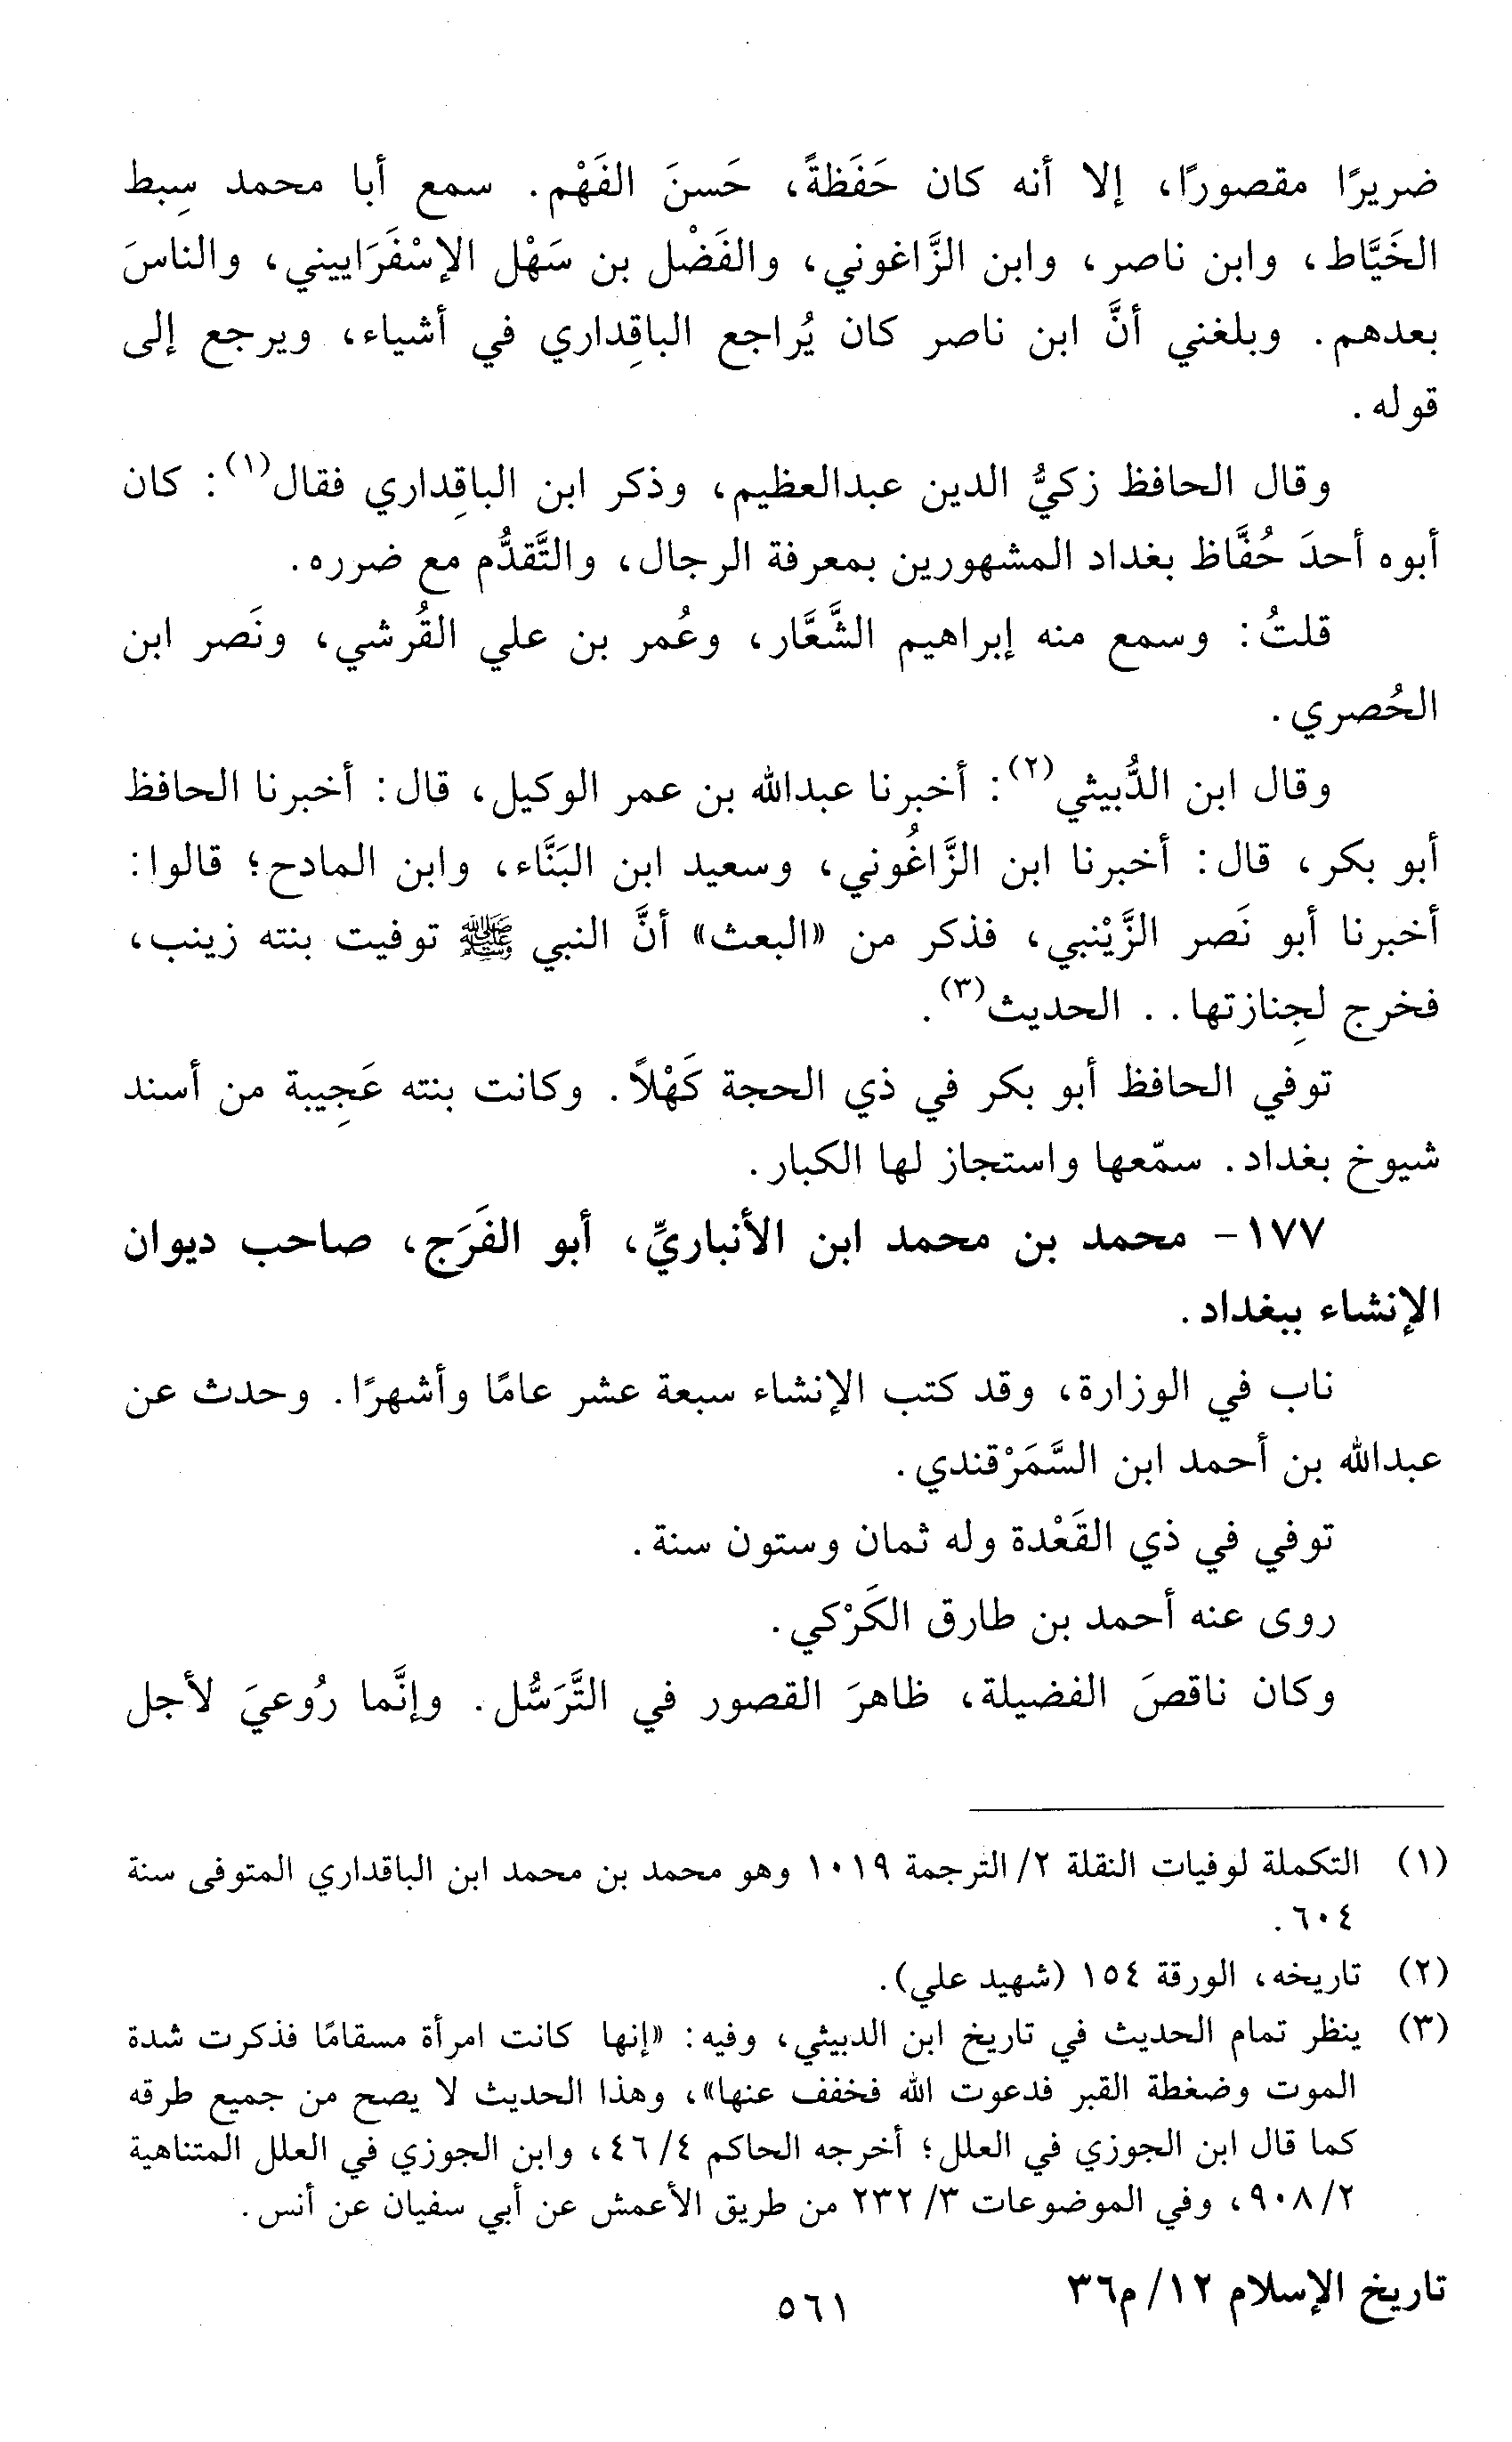 ضريرًا مقصورًا، إلا أنه كان حَفَظةً، حَسنَ الفَهْم. سمع أبا محمد سِبط
الخَيَّاط، وابن ناصر، وابن الزَّاغوني، والفَضْل بن سَهْل الإسْفَرَاييني، والناسَ
بعدهم. وبلغني أنَّ ابن ناصر كان يُراجع الباقِداري في أشياء، ويرجع إلى
قوله.
وقال الحافظ زكيُّ الدين عبدالعظيم، وذكر ابن الباقِداري فقال(١): كان
أبوه أحدَ حُفَّاظ بغداد المشهورين بمعرفة الرجال، والتَّقدُّم مع ضرره.
قلتُ: وسمع منه إبراهيم الشَّعَّار، وعُمر بن علي القُرشي، ونَصر ابن
الحُصري.
وقال ابن الدُّبيثي(٢): أخبرنا عبدالله بن عمر الوكيل، قال: أخبرنا الحافظ
أبو بكر، قال: أخبرنا ابن الزَّاغُوني، وسعيد ابن البَنَّاء، وابن المادح؛ قالوا:
أخبرنا أبو نَصر الزَّيْنبي، فذكر من «البعث» أنَّ النبي ﷺ توفيت بنته زينب،
فخرج لجِنازتها. . الحديث(٣).
توفي الحافظ أبو بكر في ذي الحجة كَهْلاً. وكانت بنته عَجِيبة من أسند
شيوخ بغداد. سمّعها واستجاز لها الكبار.
١٧٧- محمد بن محمد ابن الأنباريِّ، أبو الفَرَج، صاحب ديوان
الإنشاء ببغداد.
ناب في الوزارة، وقد كتب الإنشاء سبعة عشر عامًا وأشهرًا. وحدث عن
عبدالله بن أحمد ابن السَّمَرْقندي.
توفي في ذي القَعْدة وله ثمان وستون سنة.
روى عنه أحمد بن طارق الكَرْكي.
وكان ناقصَ الفضيلة، ظاهرَ القصور في التَّرَسُّل. وإنَّما رُوعيَ لأجل
(١) التكملة لوفيات النقلة ٢/ الترجمة ١٠١٩ وهو محمد بن محمد ابن الباقداري المتوفى سنة
٦٠٤.
(٢) تاريخه، الورقة ١٥٤ (شهيد علي).
(٣) ينظر تمام الحديث في تاريخ ابن الدبيثي، وفيه: «إنها كانت امرأة مسقامًا فذكرت شدة
الموت وضغطة القبر فدعوت الله فخفف عنها»، وهذا الحديث لا يصح من جميع طرقه
كما قال ابن الجوزي في العلل؛ أخرجه الحاكم ٤/ ٤٦، وابن الجوزي في العلل المتناهية
٢/ ٩٠٨، وفي الموضوعات ٣/ ٢٣٢ من طريق الأعمش عن أبي سفيان عن أنس.
تاريخ الإسلام ١٢/ م٣٦
٥٦١